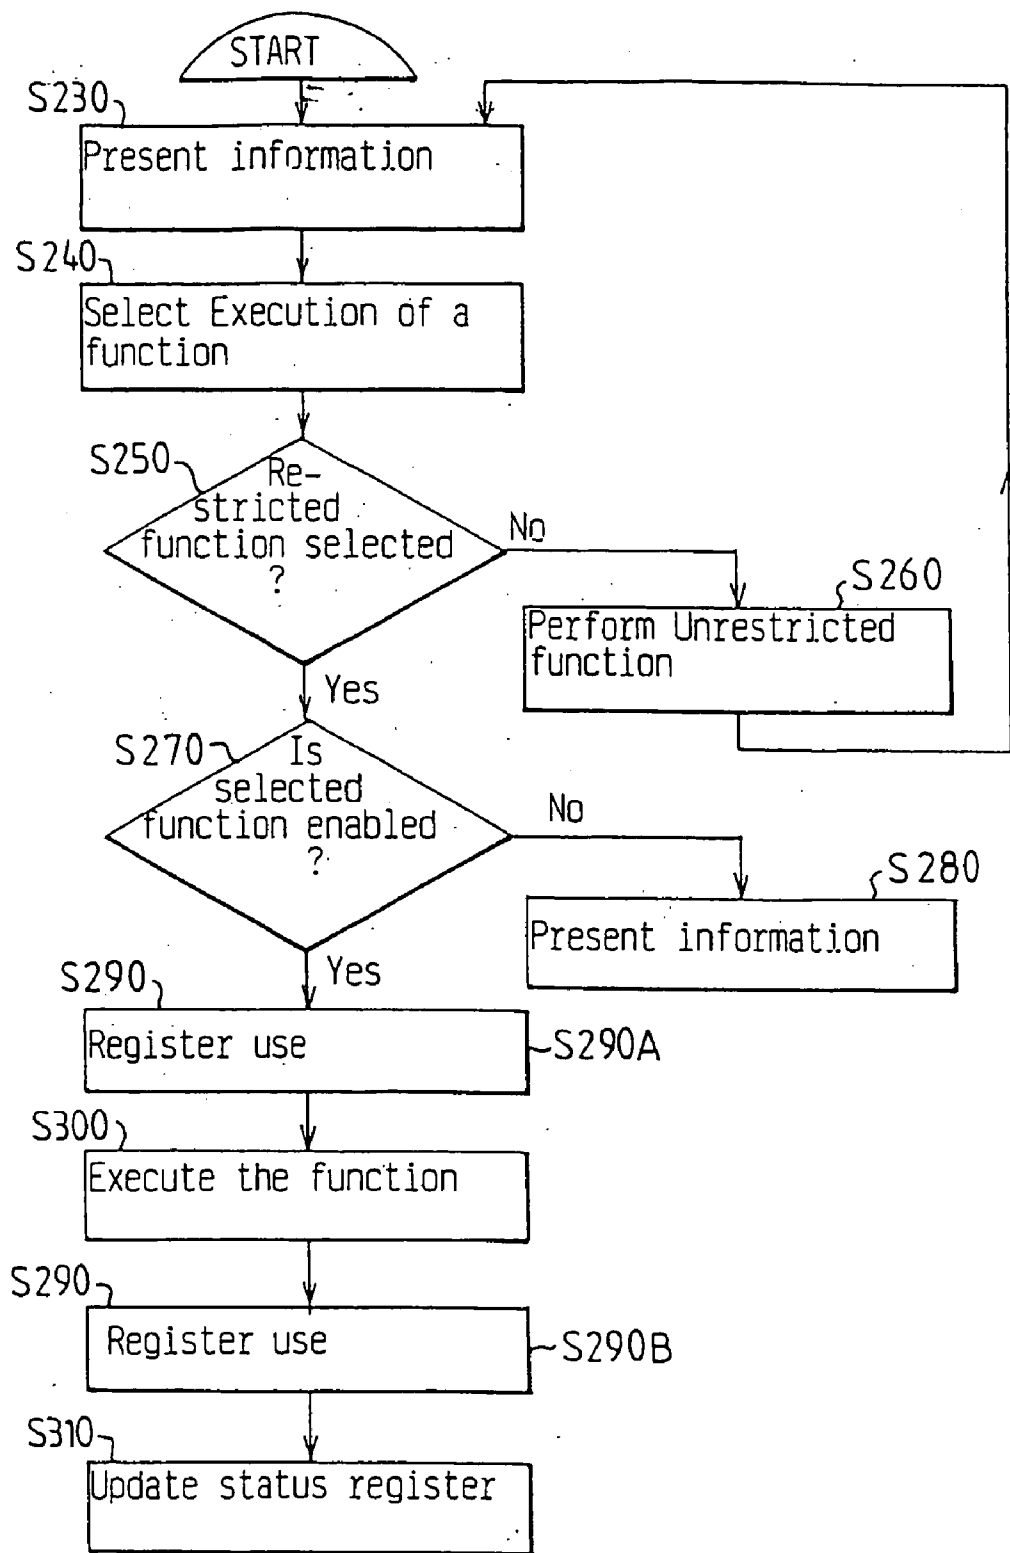 START
S230
Present information
S240
Select Execution of a
function
S250
Re-
stricted
function selected
?
No
S260
Perform Unrestricted
function
Yes
S270
Is
selected
function enabled
?
No
S280
Present information
Yes
S290
Register use
S290A
S300
Execute the function
S290
Register use
S290B
S310
Update status register